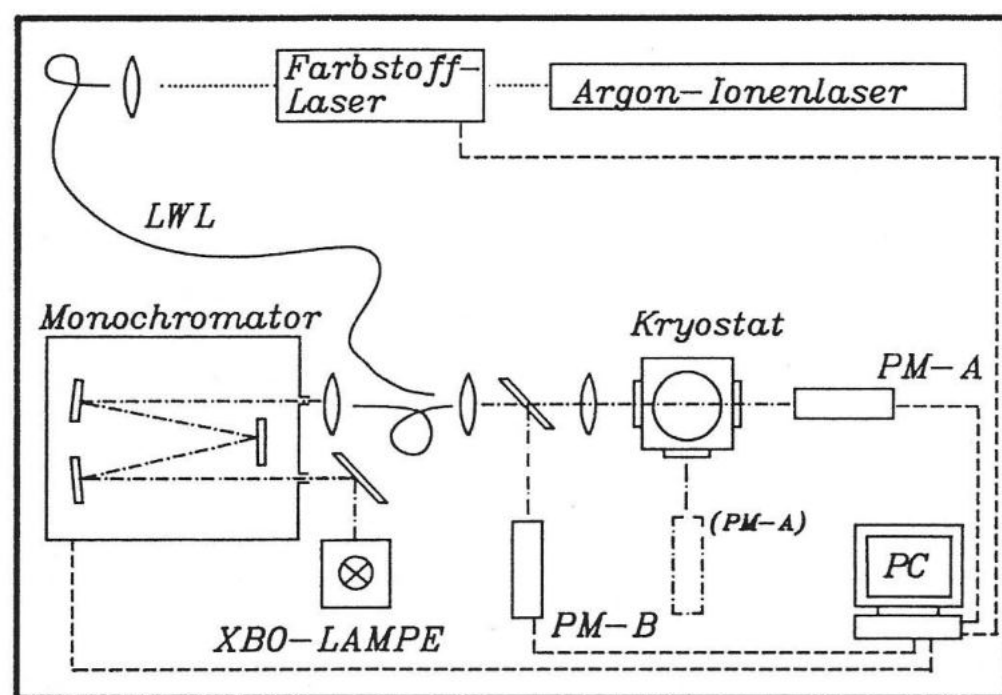 Farbstoff-
Laser
Argon-Ionenlaser
LWL
Monochromator
Kryostat
PM-A
(PM-A)
PC
XBO-LAMPE
PM-B